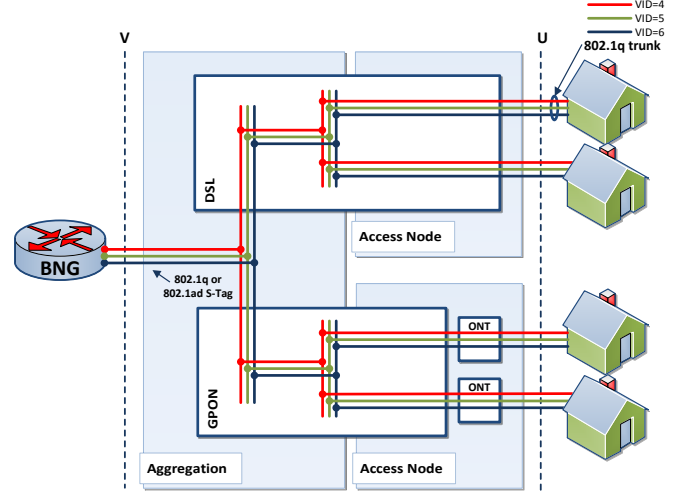 VID=4
VID=5
VID=6
V
U
802.1q trunk
DSL
Access Node
BNG
802.1q or
802.1ad S-Tag
ONT
ONT
GPON
Aggregation
Access Node